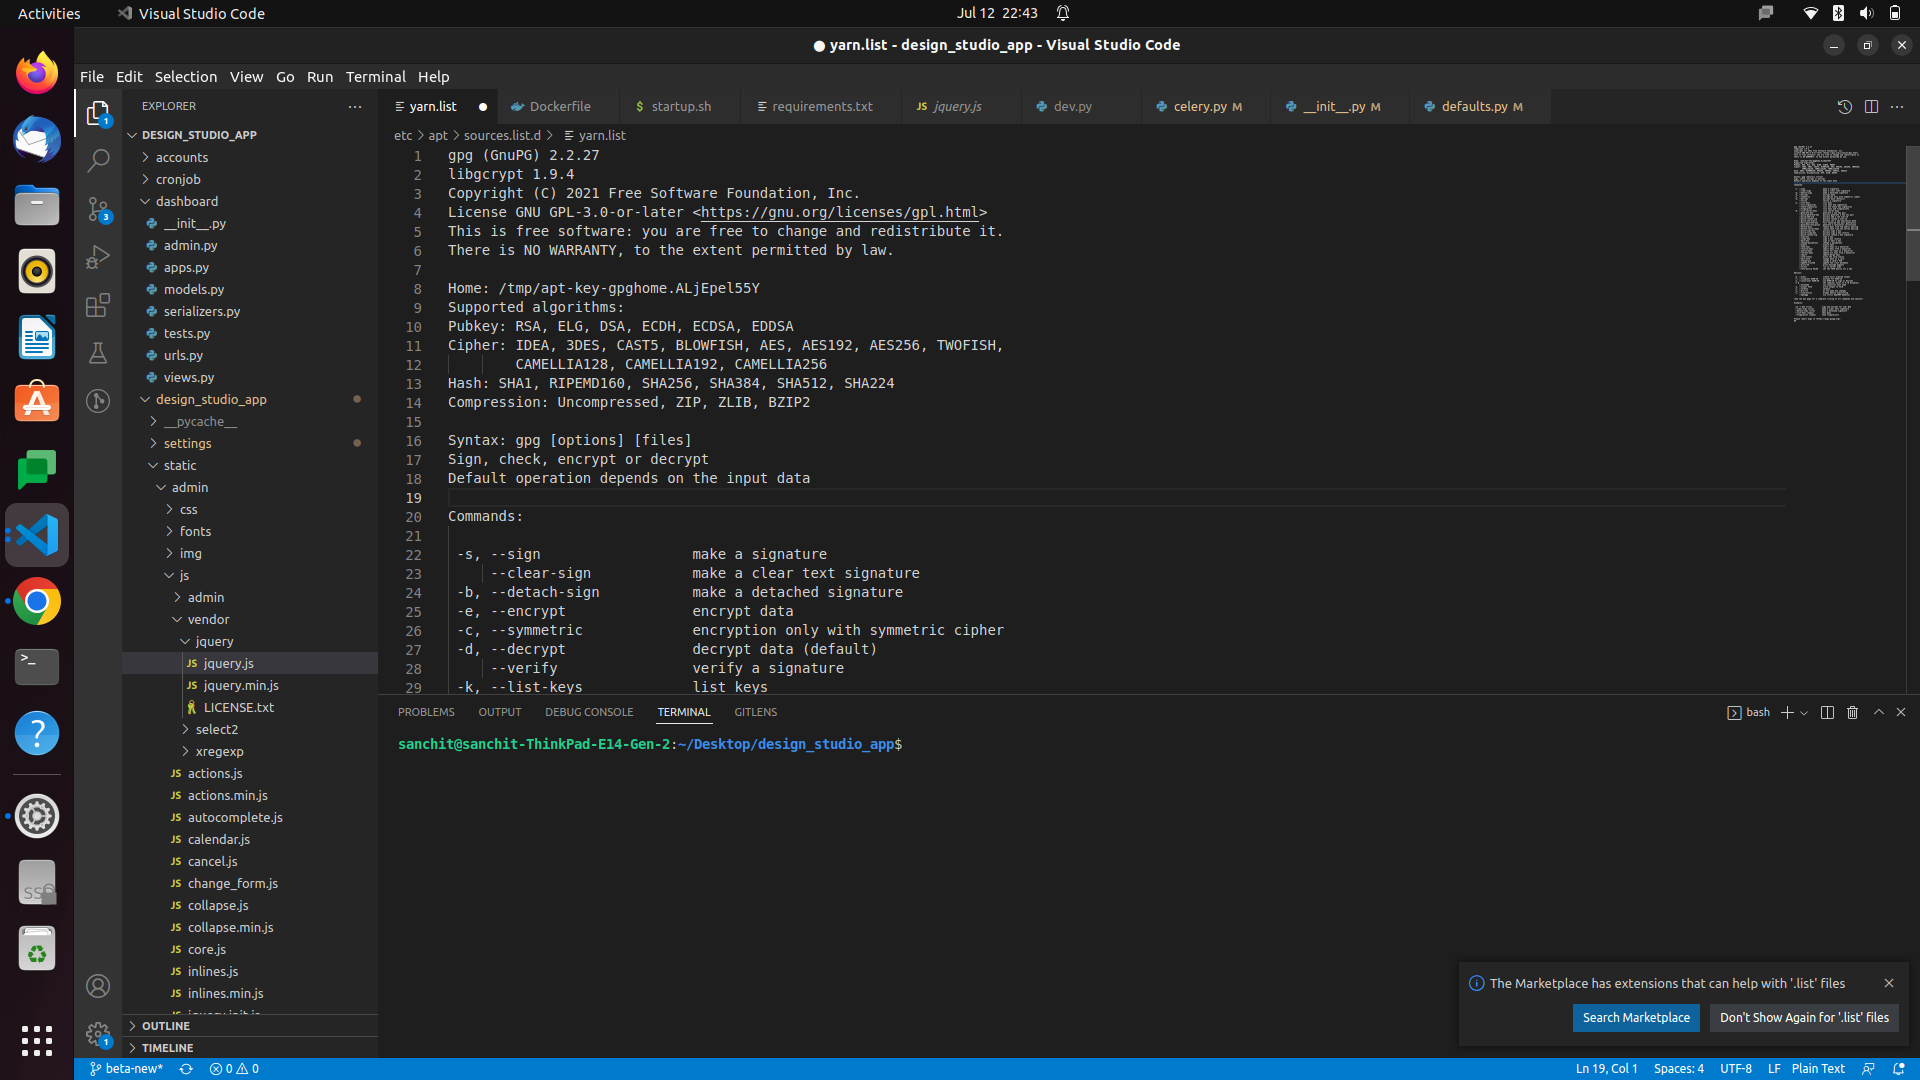 Activities
Visual Studio Code
Jul 12 22:43
● yarn.list - design_studio_app - Visual Studio Code
File Edit Selection View Go Run Terminal Help
EXPLORER
DESIGN_STUDIO_APP
accounts
cronjob
dashboard
__init__.py
admin.py
apps.py
models.py
serializers.py
tests.py
urls.py
views.py
design_studio_app
__pycache__
settings
static
admin
css
fonts
img
js
admin
vendor
jquery
jquery.js
jquery.min.js
LICENSE.txt
select2
xregexp
actions.js
actions.min.js
autocomplete.js
calendar.js
cancel.js
change_form.js
collapse.js
collapse.min.js
core.js
inlines.js
inlines.min.js
OUTLINE
TIMELINE
1
3
1
yarn.list
Dockerfile
startup.sh
requirements.txt
jquery.js
dev.py
celery.py M
__init__.py M
defaults.py M
etc > apt > sources.list.d > yarn.list
1 gpg (GnuPG) 2.2.27
2 libgcrypt 1.9.4
3 Copyright (C) 2021 Free Software Foundation, Inc.
4 License GNU GPL-3.0-or-later <https://gnu.org/licenses/gpl.html>
5 This is free software: you are free to change and redistribute it.
6 There is NO WARRANTY, to the extent permitted by law.
7
8 Home: /tmp/apt-key-gpghome.ALjEpel55Y
9 Supported algorithms:
10 Pubkey: RSA, ELG, DSA, ECDH, ECDSA, EDDSA
11 Cipher: IDEA, 3DES, CAST5, BLOWFISH, AES, AES192, AES256, TWOFISH,
12 CAMELLIA128, CAMELLIA192, CAMELLIA256
13 Hash: SHA1, RIPEMD160, SHA256, SHA384, SHA512, SHA224
14 Compression: Uncompressed, ZIP, ZLIB, BZIP2
15
16 Syntax: gpg [options] [files]
17 Sign, check, encrypt or decrypt
18 Default operation depends on the input data
19
20 Commands:
21
22 -s, --sign make a signature
23 --clear-sign make a clear text signature
24 -b, --detach-sign make a detached signature
25 -e, --encrypt encrypt data
26 -c, --symmetric encryption only with symmetric cipher
27 -d, --decrypt decrypt data (default)
28 --verify verify a signature
29 -k, --list-keys list keys
PROBLEMS OUTPUT DEBUG CONSOLE TERMINAL GITLENS
bash
sanchit@sanchit-ThinkPad-E14-Gen-2:~/Desktop/design_studio_app$
The Marketplace has extensions that can help with '.list' files
Search Marketplace
Don't Show Again for '.list' files
beta-new*
0 0
Ln 19, Col 1 Spaces: 4 UTF-8 LF Plain Text